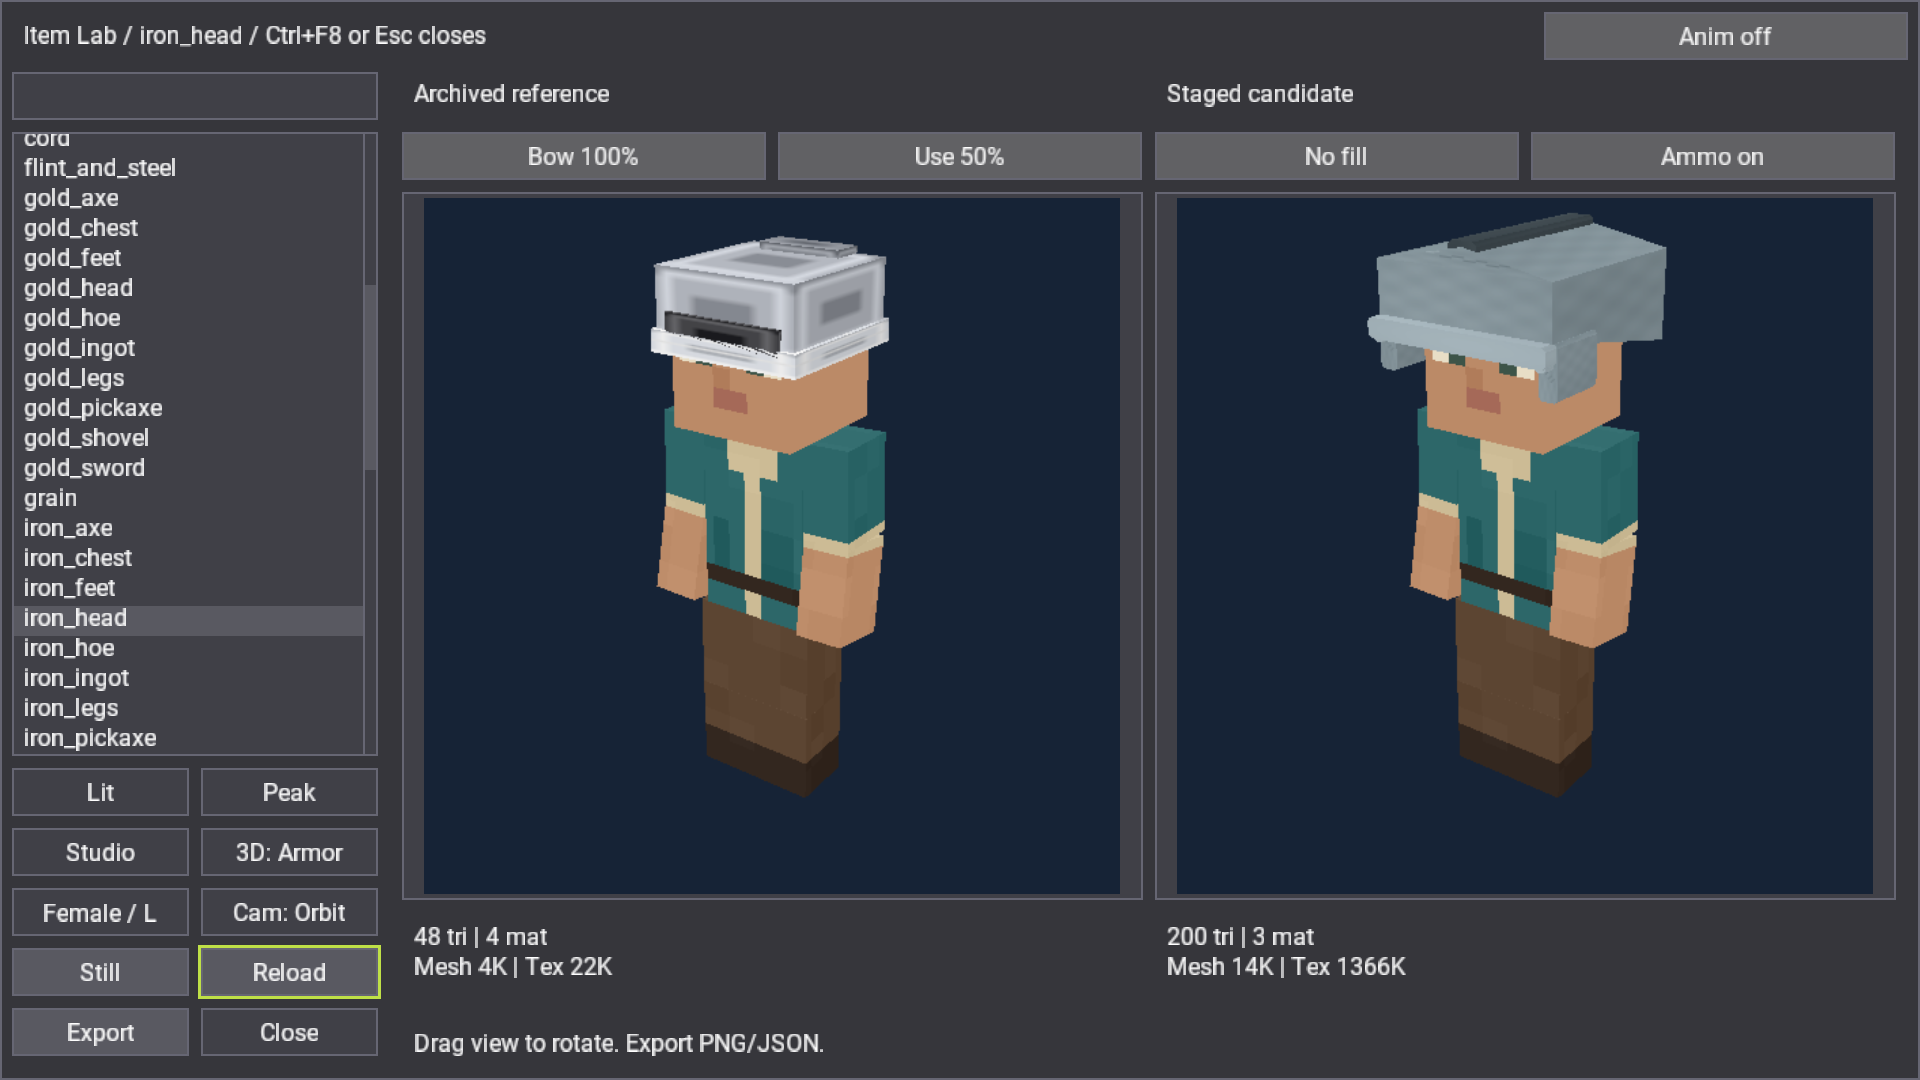 Item Lab / iron_head / Ctrl+F8 or Esc closes
Anim off
Archived reference
Staged candidate
Bow 100%
Use 50%
No fill
Ammo on
cord
flint_and_steel
gold_axe
gold_chest
gold_feet
gold_head
gold_hoe
gold_ingot
gold_legs
gold_pickaxe
gold_shovel
gold_sword
grain
iron_axe
iron_chest
iron_feet
iron_head
iron_hoe
iron_ingot
iron_legs
iron_pickaxe
Lit
Peak
Studio
3D: Armor
Female / L
Cam: Orbit
Still
Reload
Export
Close
48 tri | 4 mat
Mesh 4K | Tex 22K
200 tri | 3 mat
Mesh 14K | Tex 1366K
Drag view to rotate. Export PNG/JSON.